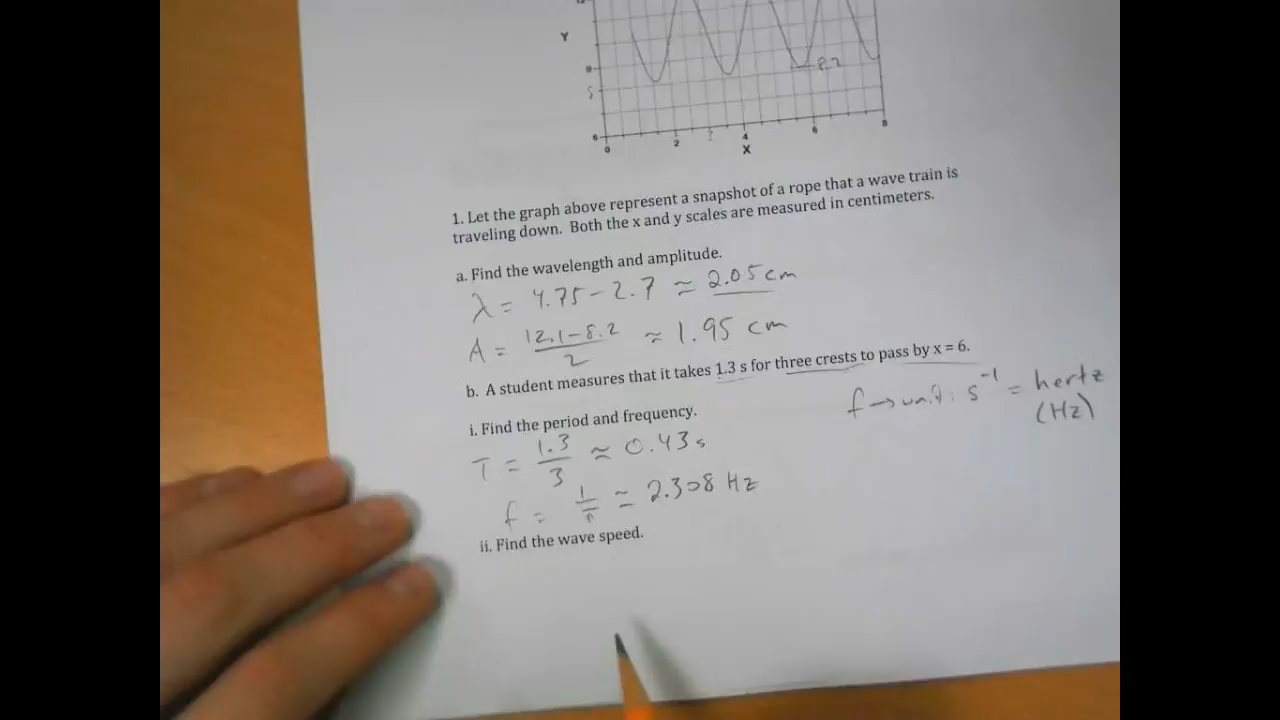 Y
8.2
8
6
0
2
4
6
8
X
1. Let the graph above represent a snapshot of a rope that a wave train is
traveling down. Both the x and y scales are measured in centimeters.
a. Find the wavelength and amplitude.
λ = 4.75 - 2.7 ≃ 2.05 cm
A = 12.1 - 8.2 / 2 ≈ 1.95 cm
b. A student measures that it takes 1.3 s for three crests to pass by x = 6.
f → unit: s⁻¹ = hertz
(Hz)
i. Find the period and frequency.
T = 1.3 / 3 ≈ 0.43 s
f = 1 / T ≃ 2.308 Hz
ii. Find the wave speed.